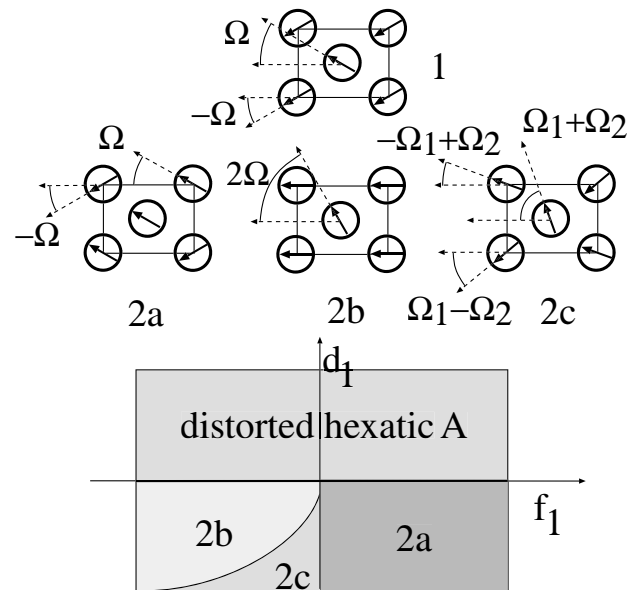 Ω
1
−Ω
Ω
−Ω
2a
2Ω
2b
−Ω₁+Ω₂
Ω₁+Ω₂
Ω₁−Ω₂
2c
d₁
distorted hexatic A
f₁
2b
2a
2c